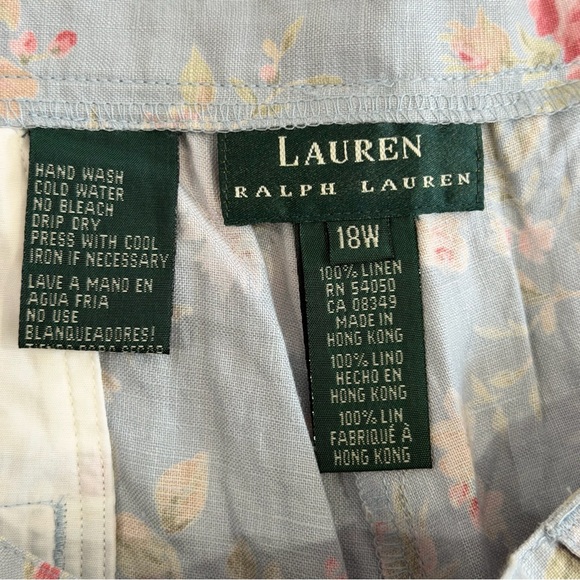 HAND WASH
COLD WATER
NO BLEACH
DRIP DRY
PRESS WITH COOL
IRON IF NECESSARY
LAVE A MANO EN
AGUA FRIA
NO USE
BLANQUEADORES!
LAUREN
RALPH LAUREN
18W
100% LINEN
RN 54050
CA 08349
MADE IN
HONG KONG
100% LINO
HECHO EN
HONG KONG
100% LIN
FABRIQUÉ À
HONG KONG